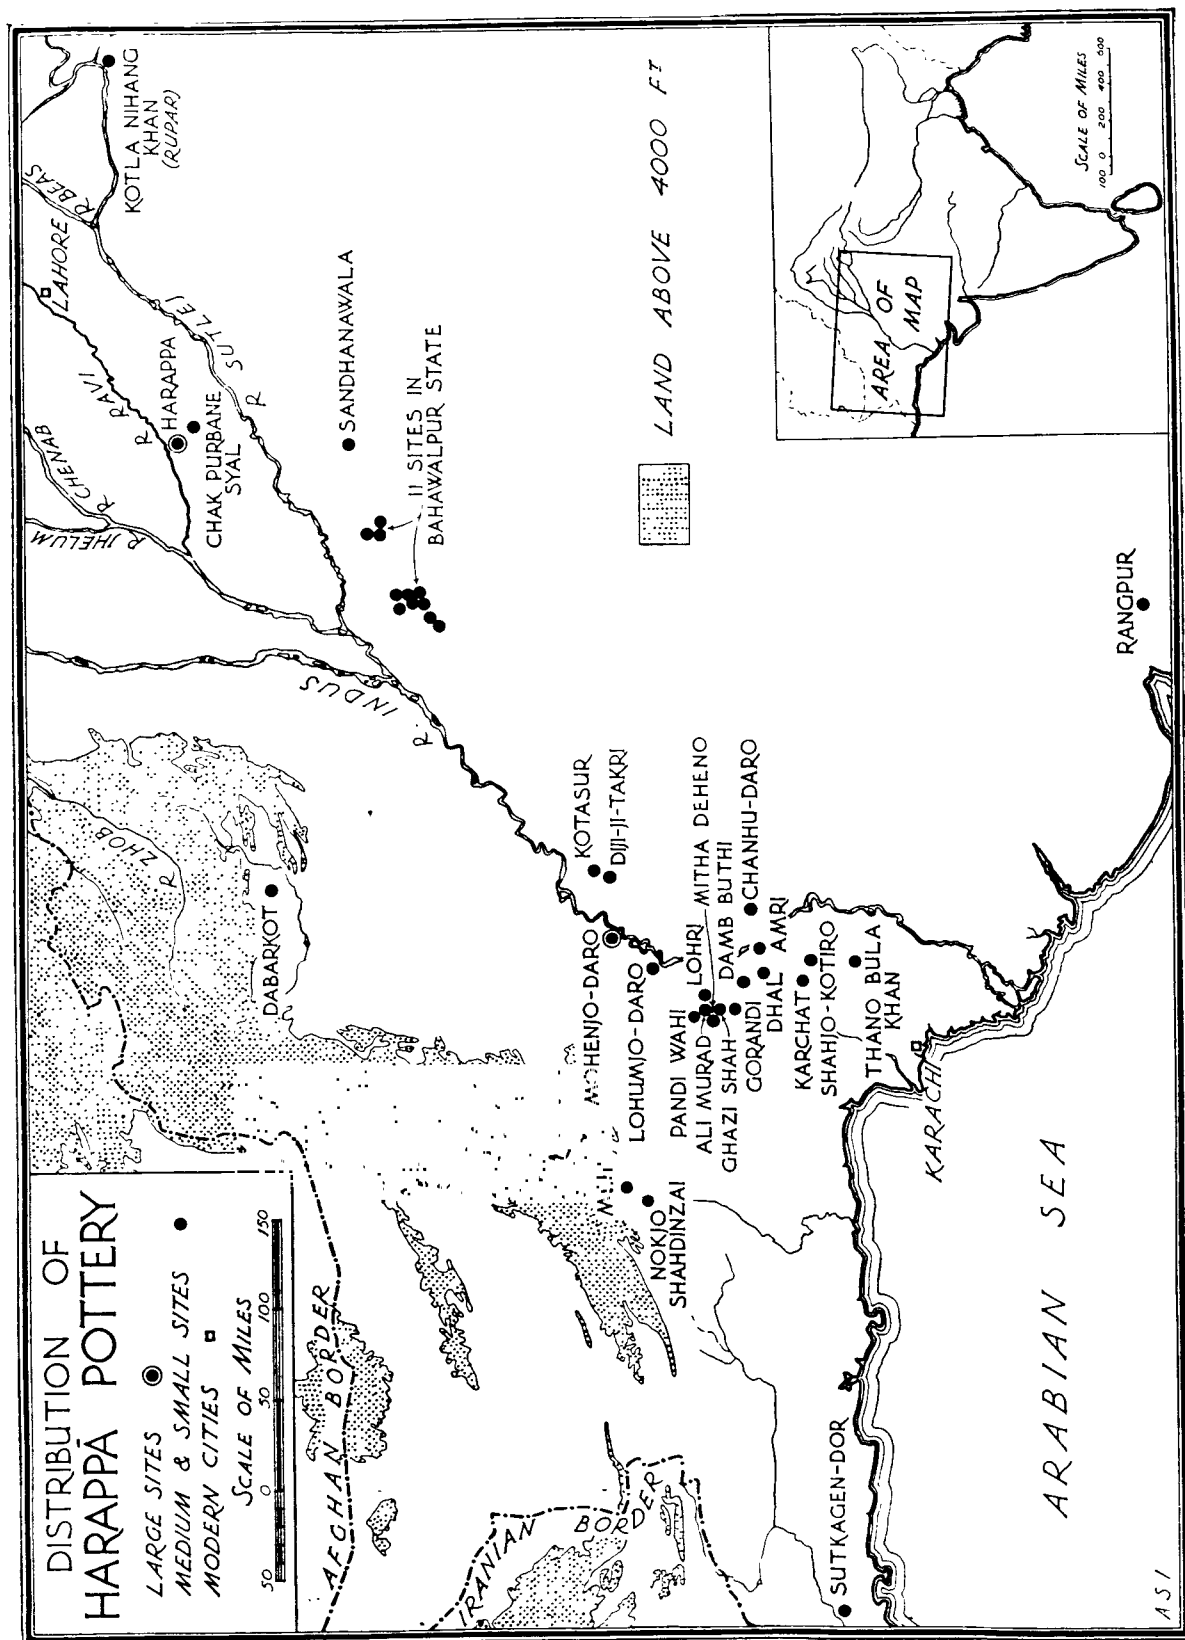 DISTRIBUTION OF
HARAPPĀ POTTERY
LARGE SITES
MEDIUM & SMALL SITES
MODERN CITIES
SCALE OF MILES
50 0 50 100 150
AFGHAN BORDER
IRANIAN BORDER
R ZHOB
DABARKOT
R. INDUS
R JHELUM
R CHENAB
R RAVI
R BEAS
R SUTLEJ
LAHORE
R HARAPPA
CHAK PURBANE
SYAL
KOTLA NIHANG
KHAN
(RUPAR)
SANDHANAWALA
11 SITES IN
BAHAWALPUR STATE
KOTASUR
DIJI-JI-TAKRI
MOHENJO-DARO
LOHUMJO-DARO
PANDI WAHI
LOHRI
ALI MURAD
MITHA DEHENO
GHAZI SHAH
DAMB BUTHI
GORANDI
CHANHU-DARO
DHAL
AMRI
KARCHAT
SHAHJO-KOTIRO
THANO BULA
KHAN
KARACHI
NOKJO
SHAHDINZAI
SUTKAGEN-DOR
RANGPUR
ARABIAN SEA
LAND ABOVE 4000 FT
AREA OF
MAP
SCALE OF MILES
100 0 200 400 600
ASI